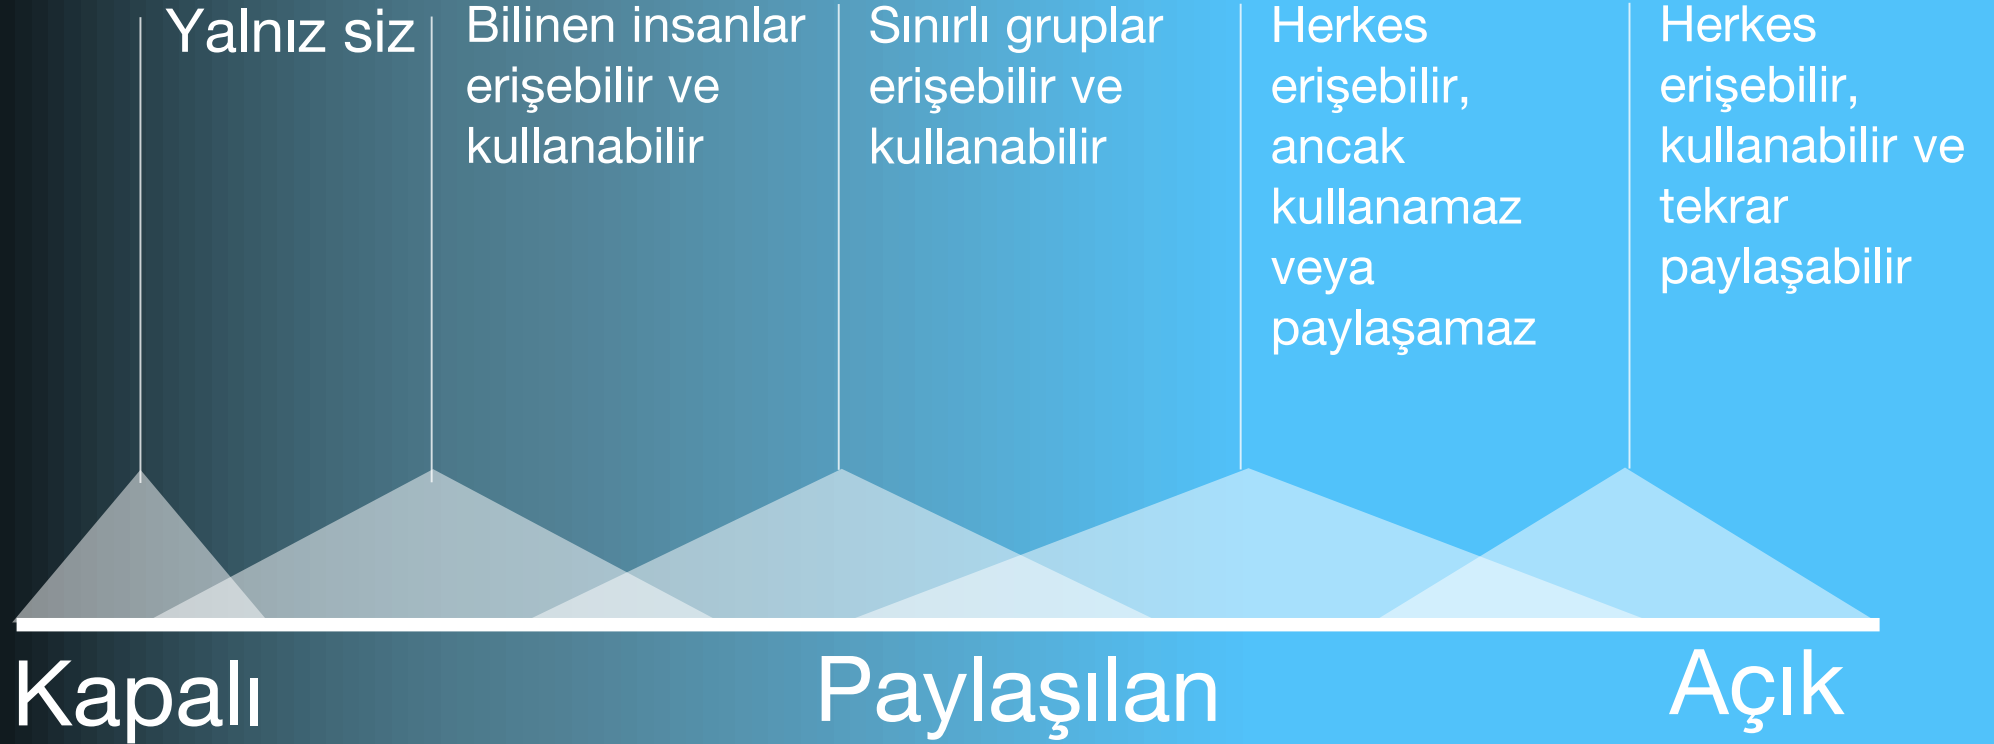 Yalnız siz
Bilinen insanlar
erişebilir ve
kullanabilir
Sınırlı gruplar
erişebilir ve
kullanabilir
Herkes
erişebilir,
ancak
kullanamaz
veya
paylaşamaz
Herkes
erişebilir,
kullanabilir ve
tekrar
paylaşabilir
Kapalı
Paylaşılan
Açık